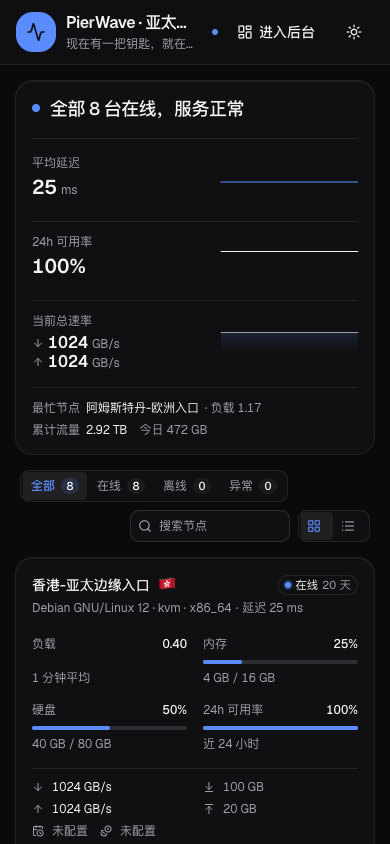 PierWave · 亚太...
现在有一把钥匙，就在...
进入后台
全部 8 台在线，服务正常
平均延迟
25 ms
24h 可用率
100%
当前总速率
↓ 1024 GB/s
↑ 1024 GB/s
最忙节点 阿姆斯特丹-欧洲入口 · 负载 1.17
累计流量 2.92 TB 今日 472 GB
全部 8 在线 8 离线 0 异常 0
搜索节点
香港-亚太边缘入口 🇭🇰 在线 20 天
Debian GNU/Linux 12 · kvm · x86_64 · 延迟 25 ms
负载 0.40 内存 25%
1 分钟平均 4 GB / 16 GB
硬盘 50% 24h 可用率 100%
40 GB / 80 GB 近 24 小时
↓ 1024 GB/s 100 GB
↑ 1024 GB/s 20 GB
未配置 未配置